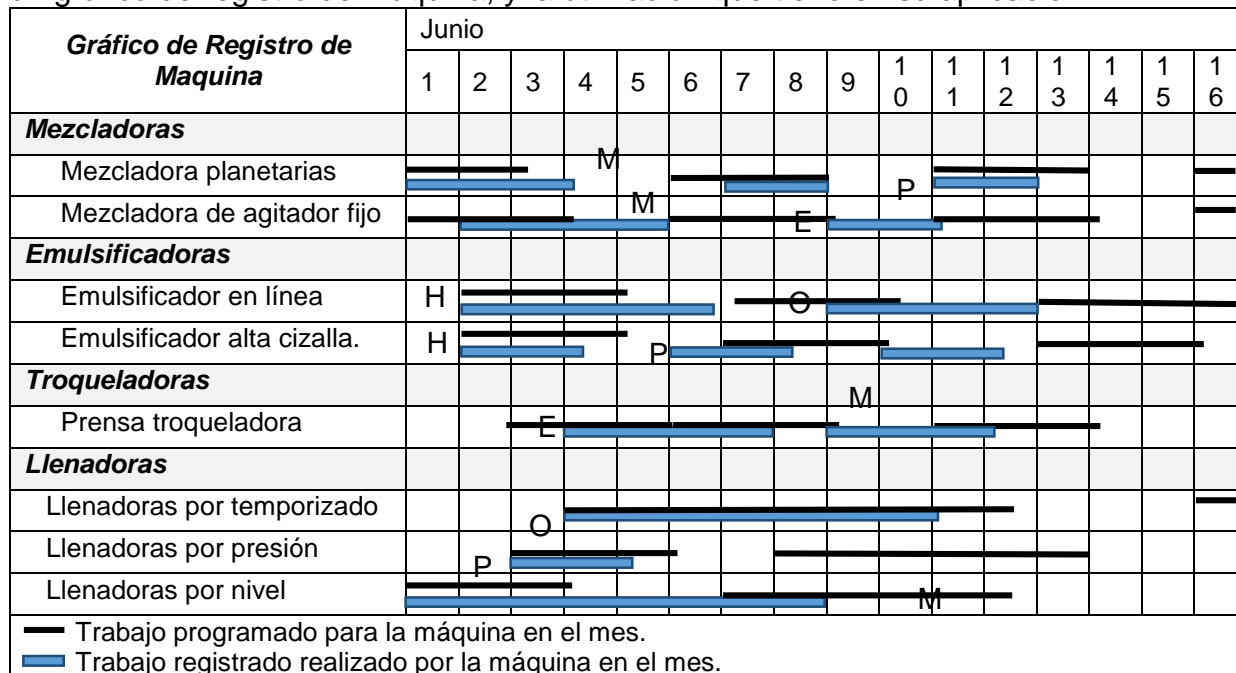 Gráfico de Registro de Maquina
Junio
1 2 3 4 5 6 7 8 9 10 11 12 13 14 15 16
Mezcladoras
Mezcladora planetarias M P
Mezcladora de agitador fijo M E
Emulsificadoras
Emulsificador en línea H O
Emulsificador alta cizalla. H P
Troqueladoras
M
Prensa troqueladora E
Llenadoras
Llenadoras por temporizado O
Llenadoras por presión P
Llenadoras por nivel M
Trabajo programado para la máquina en el mes.
Trabajo registrado realizado por la máquina en el mes.